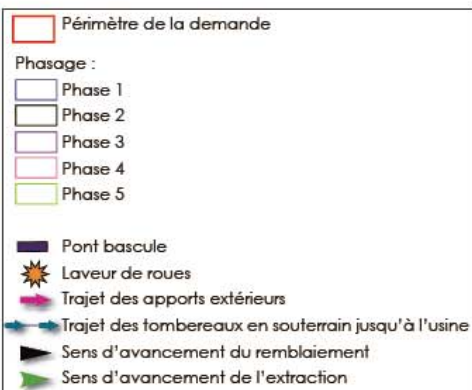 Périmètre de la demande
Phasage :
Phase 1
Phase 2
Phase 3
Phase 4
Phase 5
Pont bascule
Laveur de roues
Trajet des apports extérieurs
Trajet des tombereaux en souterrain jusqu'à l'usine
Sens d'avancement du remblaiement
Sens d'avancement de l'extraction